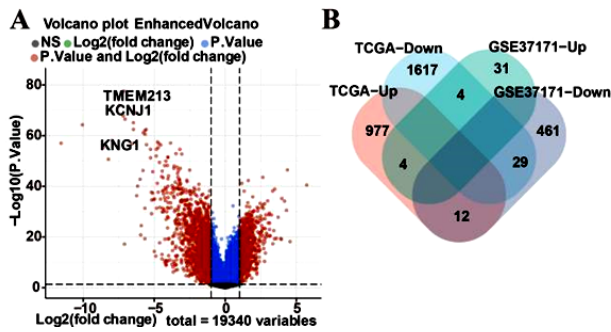 A
Volcano plot EnhancedVolcano
NS Log2(fold change) P.Value
P.Value and Log2(fold change)
80
60
40
20
0
−Log10(P.Value)
TMEM213
KCNJ1
KNG1
−10 −5 0 5
Log2(fold change) total = 19340 variables
B
TCGA−Down
GSE37171−Up
TCGA−Up
GSE37171−Down
1617
31
977
4
461
4
29
12